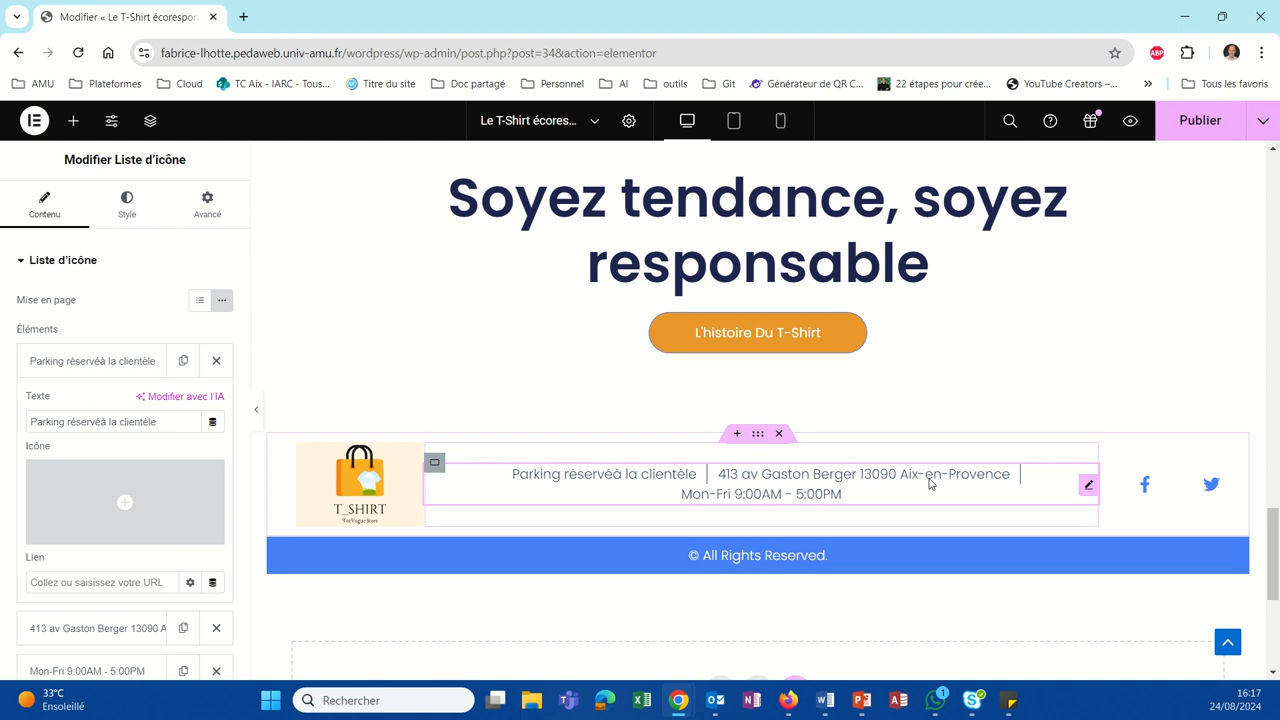 Modifier « Le T-Shirt écorespon
fabrice-lhotte.pedaweb.univ-amu.fr/wordpress/wp-admin/post.php?post=34&action=elementor
AMU Plateformes Cloud TC Aix - IARC - Tous... Titre du site Doc partagé Personnel AI outils Git Générateur de QR C... 22 étapes pour crée... YouTube Creators –... » Tous les favoris
Le T-Shirt écores...
Publier
Modifier Liste d'icône
Contenu Style Avancé
Liste d'icône
Mise en page
Éléments
Parking réservéà la clientèle
Texte Modifier avec l'IA
Parking réservéà la clientèle
Icône
Lien
Collez ou saisissez votre URL
413 av Gaston Berger 13090 A
Mon-Fri 9:00AM - 5:00PM
Soyez tendance, soyez
responsable
L'histoire Du T-Shirt
T_SHIRT
Parking réservéà la clientèle 413 av Gaston Berger 13090 Aix-en-Provence
Mon-Fri 9:00AM - 5:00PM
© All Rights Reserved.
33°C
Ensoleillé
Rechercher
16:17
24/08/2024